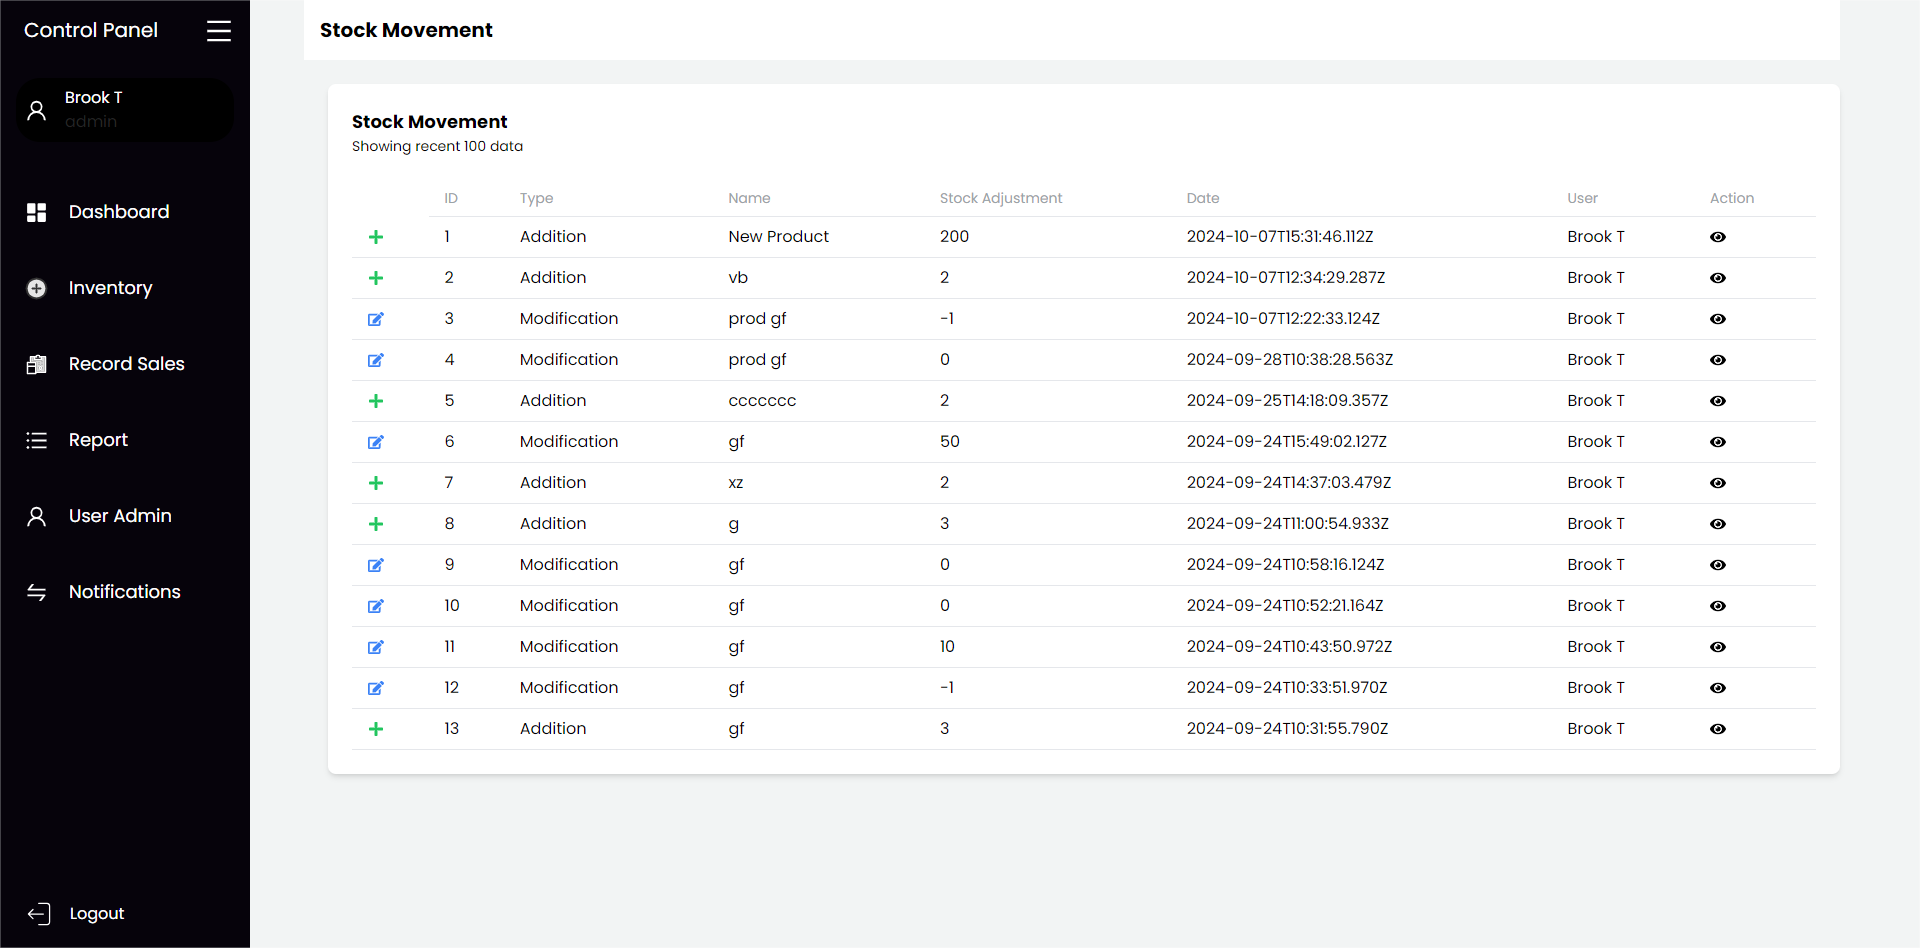 Control Panel
Brook T
admin
Dashboard
Inventory
Record Sales
Report
User Admin
Notifications
Logout
Stock Movement
Stock Movement
Showing recent 100 data
ID Type Name Stock Adjustment Date User Action
1 Addition New Product 200 2024-10-07T15:31:46.112Z Brook T
2 Addition vb 2 2024-10-07T12:34:29.287Z Brook T
3 Modification prod gf -1 2024-10-07T12:22:33.124Z Brook T
4 Modification prod gf 0 2024-09-28T10:38:28.563Z Brook T
5 Addition ccccccc 2 2024-09-25T14:18:09.357Z Brook T
6 Modification gf 50 2024-09-24T15:49:02.127Z Brook T
7 Addition xz 2 2024-09-24T14:37:03.479Z Brook T
8 Addition g 3 2024-09-24T11:00:54.933Z Brook T
9 Modification gf 0 2024-09-24T10:58:16.124Z Brook T
10 Modification gf 0 2024-09-24T10:52:21.164Z Brook T
11 Modification gf 10 2024-09-24T10:43:50.972Z Brook T
12 Modification gf -1 2024-09-24T10:33:51.970Z Brook T
13 Addition gf 3 2024-09-24T10:31:55.790Z Brook T